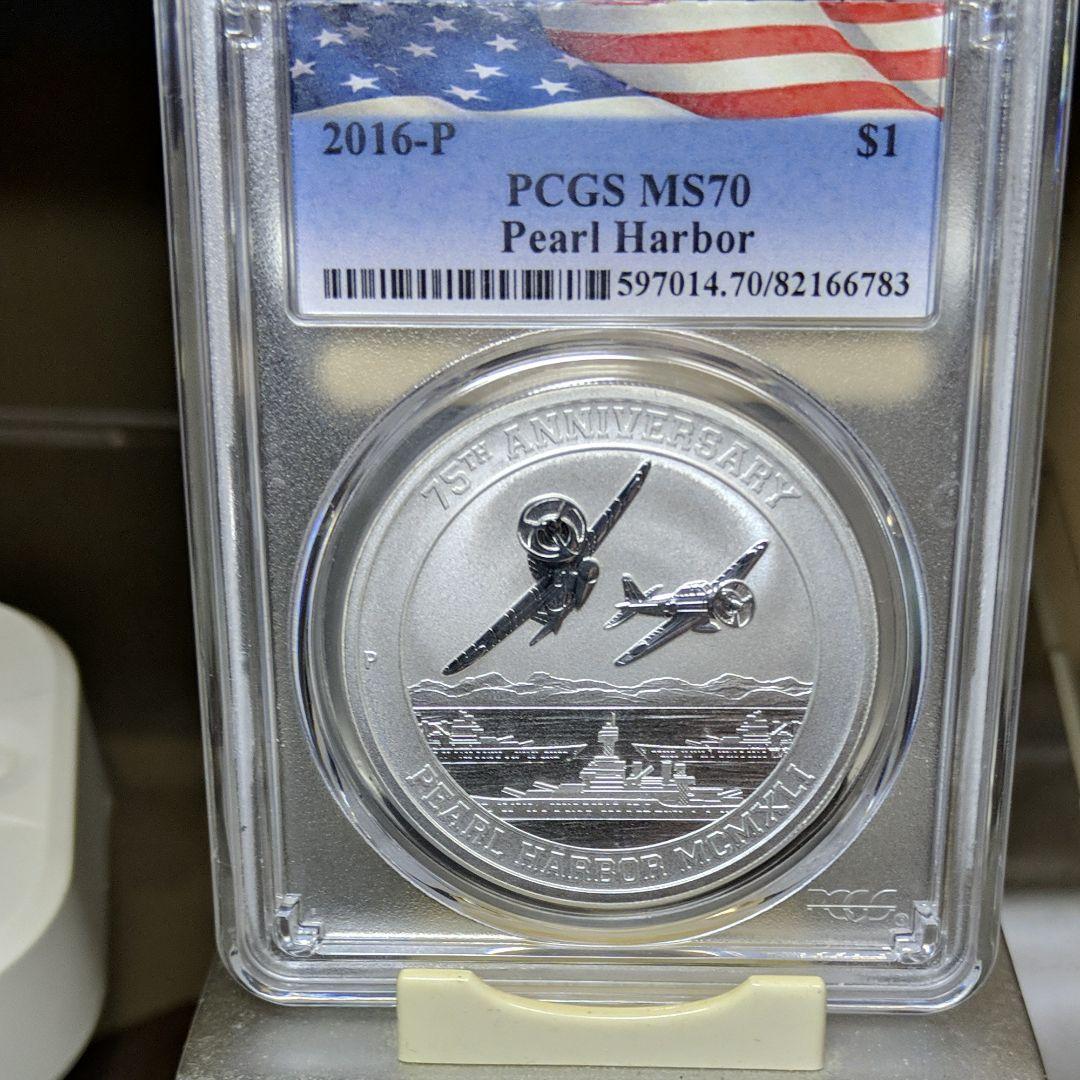 2016-P $1
PCGS MS70
Pearl Harbor
597014.70/82166783
75TH ANNIVERSARY
P
PEARL HARBOR MCMXLI
PCGS